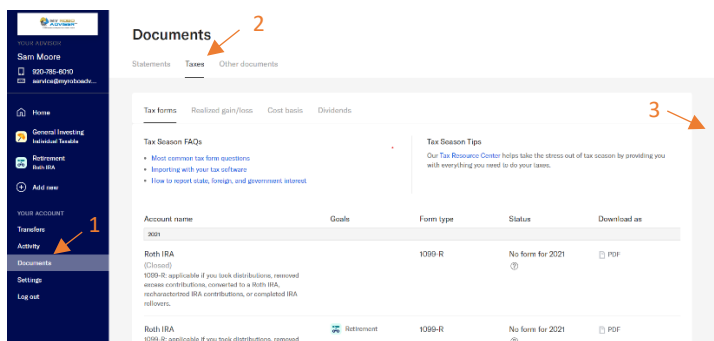 MY ROBO
ADVISER
YOUR ADVISOR
Sam Moore
920-785-6010
service@myroboadv...
Home
General Investing
Individual Taxable
Retirement
Roth IRA
Add new
YOUR ACCOUNT
Transfers
1
Activity
Documents
Settings
Log out
Documents
2
Statements Taxes Other documents
Tax forms Realized gain/loss Cost basis Dividends
3
Tax Season FAQs
• Most common tax form questions
• Importing with your tax software
• How to report state, foreign, and government interest
Tax Season Tips
Our Tax Resource Center helps take the stress out of tax season by providing you
with everything you need to do your taxes.
Account name Goals Form type Status Download as
2021
Roth IRA 1099-R No form for 2021 PDF
(Closed)
1099-R: applicable if you took distributions, removed
excess contributions, converted to a Roth IRA,
recharacterized IRA contributions, or completed IRA
rollovers.
Roth IRA Retirement 1099-R No form for 2021 PDF
1099-R: applicable if you took distributions, removed